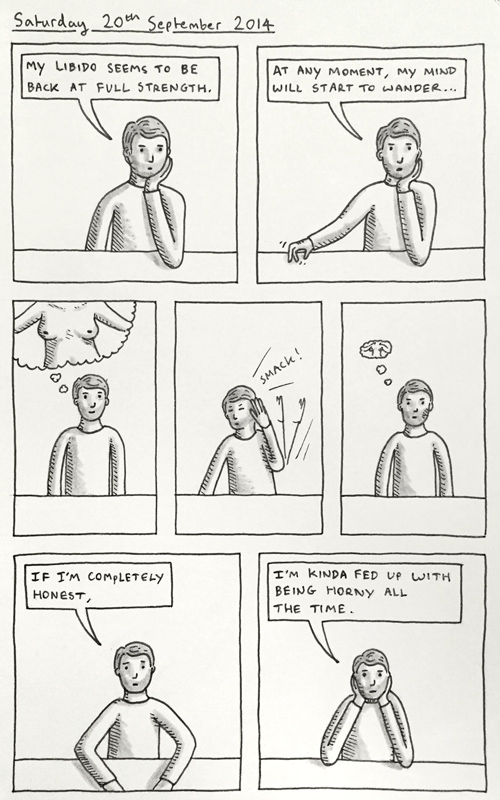 Saturday 20th September 2014
MY LIBIDO SEEMS TO BE
BACK AT FULL STRENGTH.
AT ANY MOMENT, MY MIND
WILL START TO WANDER...
SMACK!
IF I'M COMPLETELY
HONEST,
I'M KINDA FED UP WITH
BEING HORNY ALL
THE TIME.